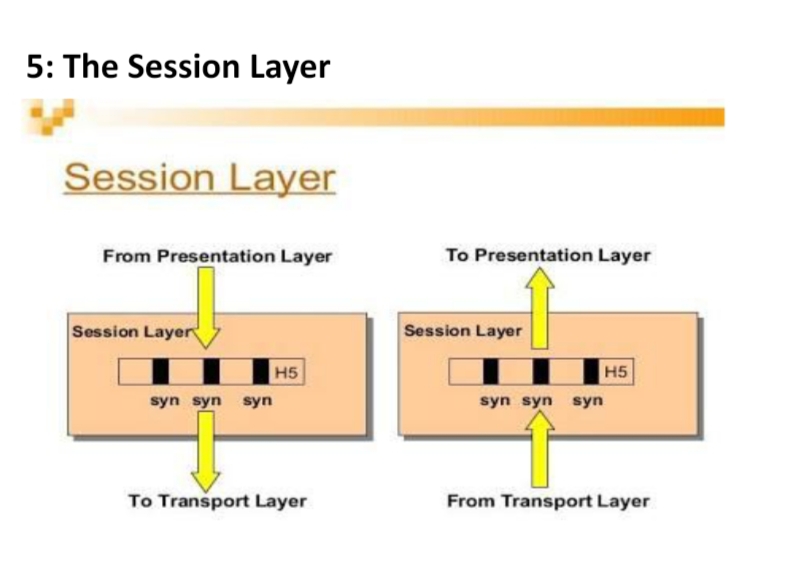 5: The Session Layer
Session Layer
From Presentation Layer
Session Layer
H5
syn syn syn
To Transport Layer
To Presentation Layer
Session Layer
H5
syn syn syn
From Transport Layer